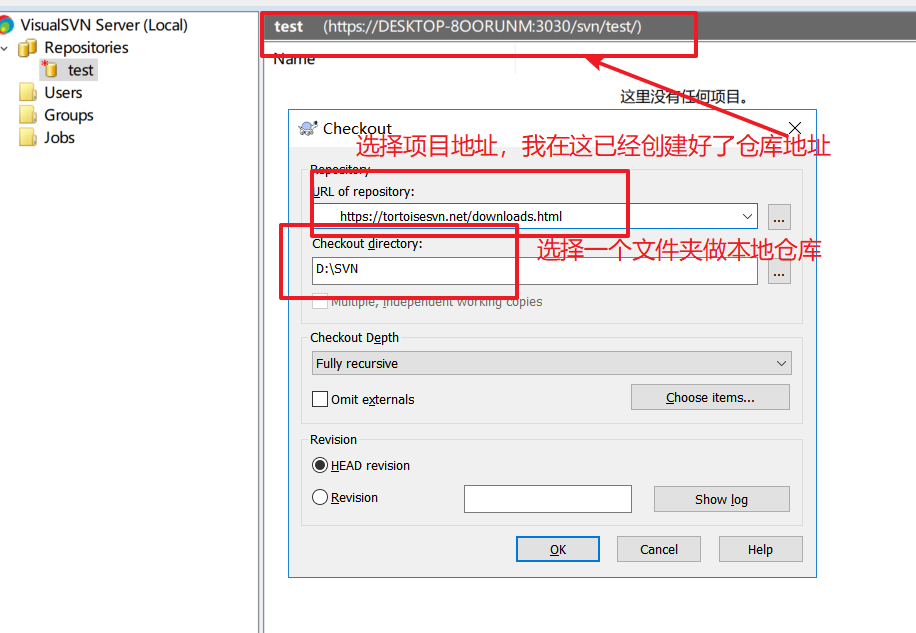 VisualSVN Server (Local)
Repositories
test
Users
Groups
Jobs
test (https://DESKTOP-8OORUNM:3030/svn/test/)
Name
这里没有任何项目。
Checkout
选择项目地址，我在这已经创建好了仓库地址
Repository
URL of repository:
https://tortoisesvn.net/downloads.html
...
Checkout directory:
选择一个文件夹做本地仓库
D:\SVN
...
Multiple, independent working copies
Checkout Depth
Fully recursive
Omit externals
Choose items...
Revision
HEAD revision
Revision
Show log
OK
Cancel
Help